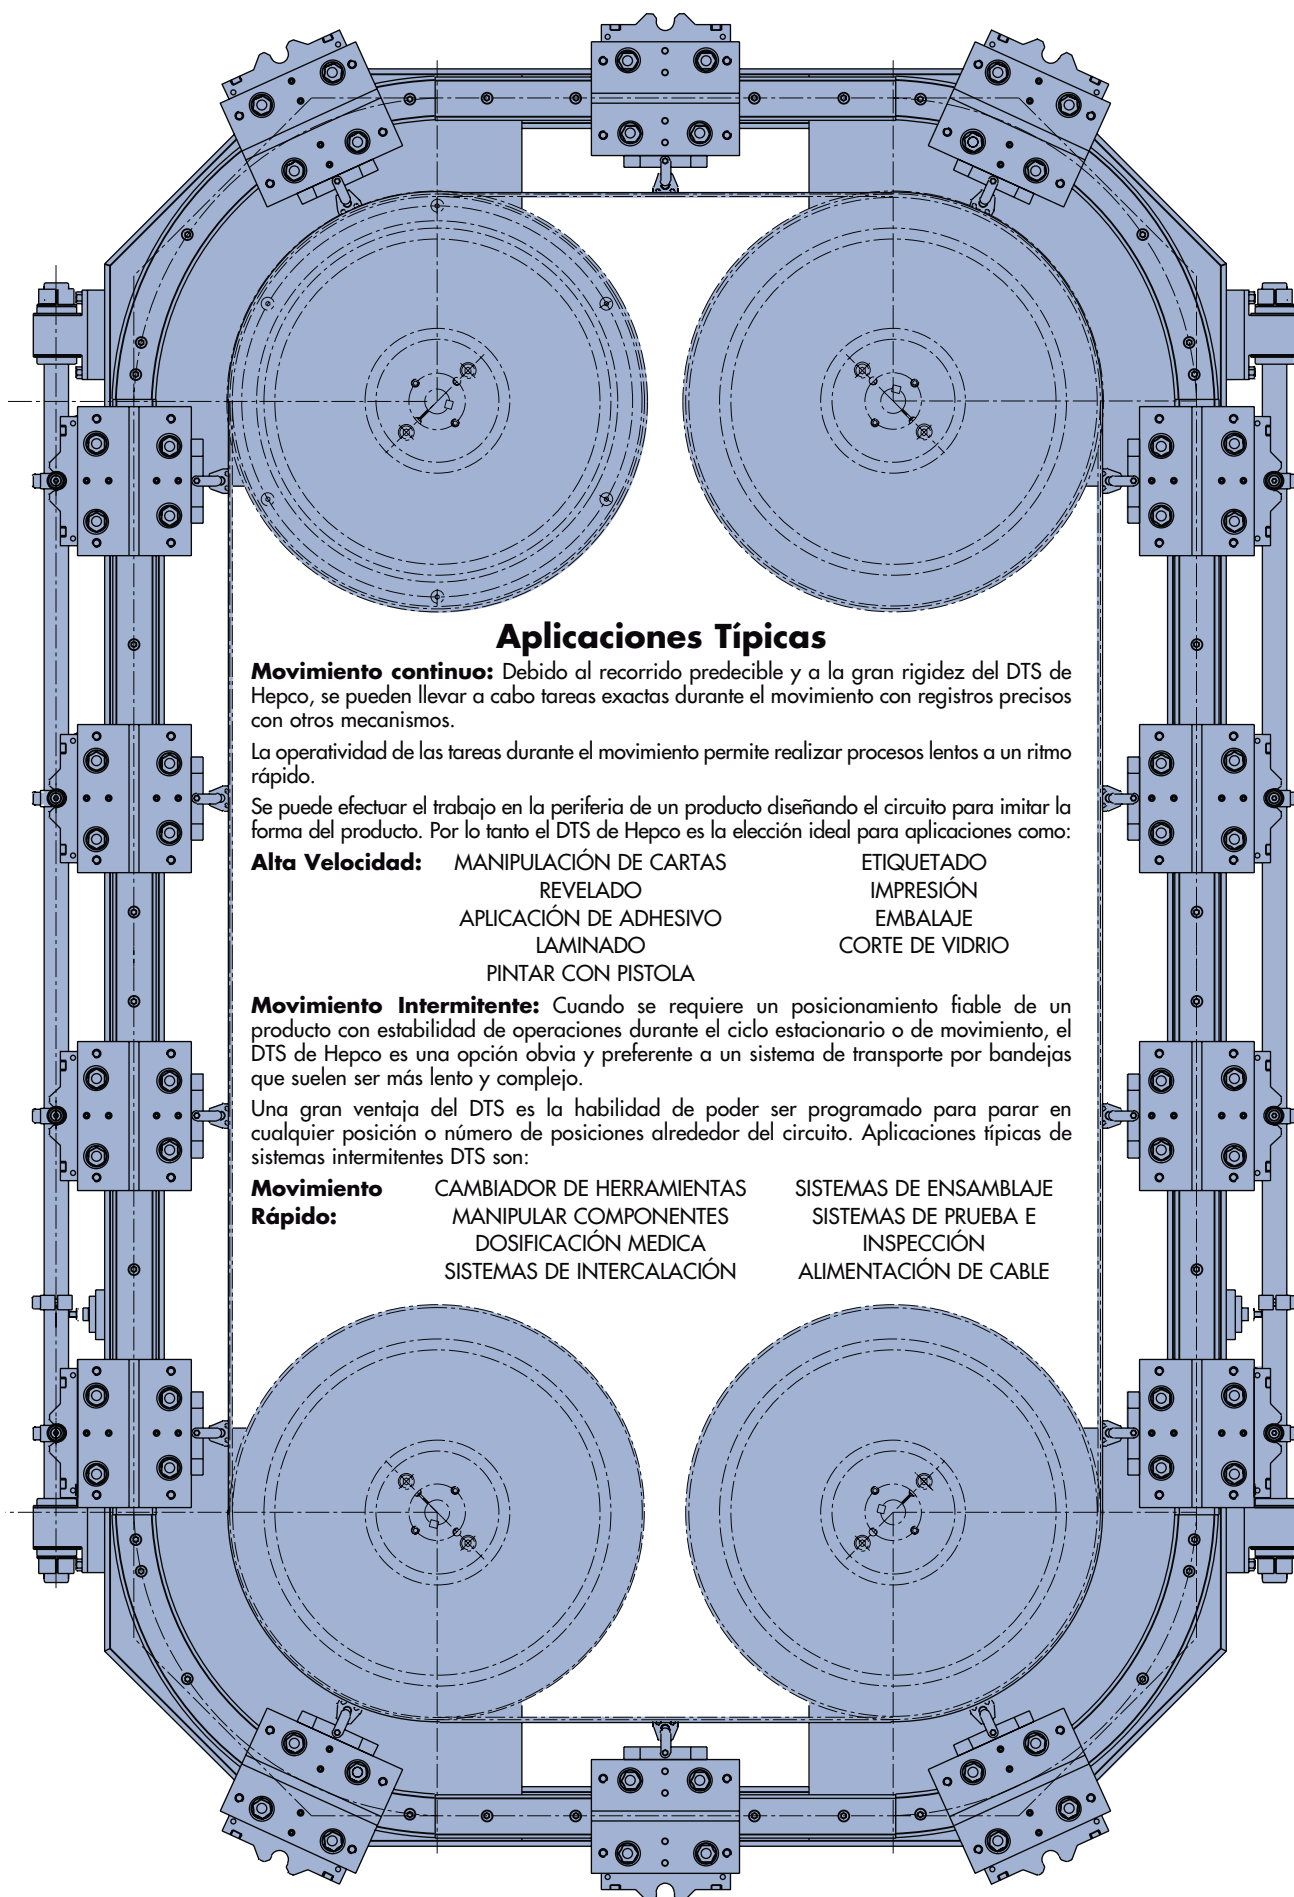 Aplicaciones Típicas
Movimiento continuo: Debido al recorrido predecible y a la gran rigidez del DTS de
Hepco, se pueden llevar a cabo tareas exactas durante el movimiento con registros precisos
con otros mecanismos.
La operatividad de las tareas durante el movimiento permite realizar procesos lentos a un ritmo
rápido.
Se puede efectuar el trabajo en la periferia de un producto diseñando el circuito para imitar la
forma del producto. Por lo tanto el DTS de Hepco es la elección ideal para aplicaciones como:
Alta Velocidad: MANIPULACIÓN DE CARTAS ETIQUETADO
REVELADO IMPRESIÓN
APLICACIÓN DE ADHESIVO EMBALAJE
LAMINADO CORTE DE VIDRIO
PINTAR CON PISTOLA
Movimiento Intermitente: Cuando se requiere un posicionamiento fiable de un
producto con estabilidad de operaciones durante el ciclo estacionario o de movimiento, el
DTS de Hepco es una opción obvia y preferente a un sistema de transporte por bandejas
que suelen ser más lento y complejo.
Una gran ventaja del DTS es la habilidad de poder ser programado para parar en
cualquier posición o número de posiciones alrededor del circuito. Aplicaciones típicas de
sistemas intermitentes DTS son:
Movimiento CAMBIADOR DE HERRAMIENTAS SISTEMAS DE ENSAMBLAJE
Rápido: MANIPULAR COMPONENTES SISTEMAS DE PRUEBA E
DOSIFICACIÓN MEDICA INSPECCIÓN
SISTEMAS DE INTERCALACIÓN ALIMENTACIÓN DE CABLE